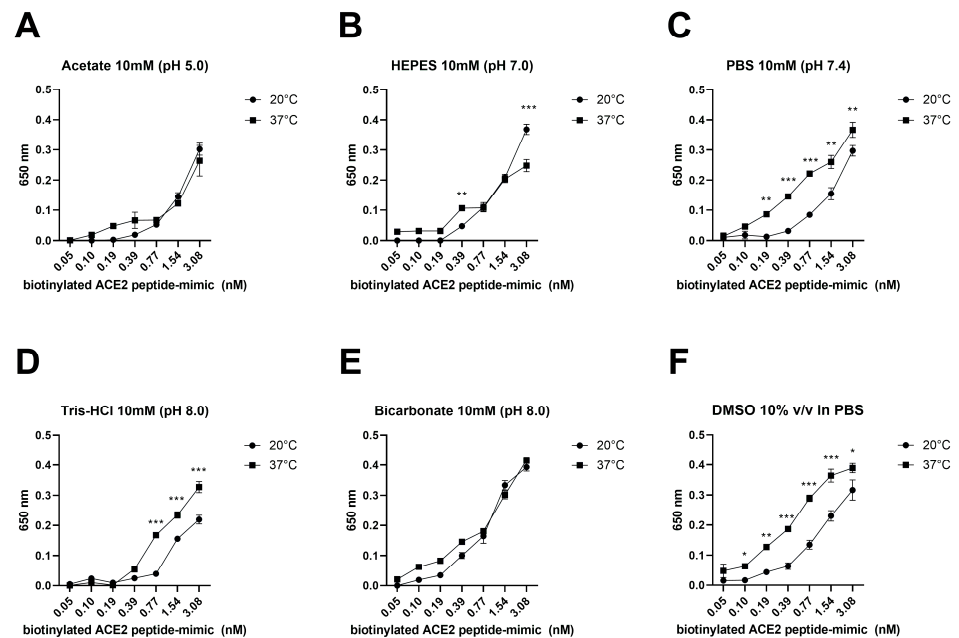 A
Acetate 10mM (pH 5.0)
650 nm
0.5
0.4
0.3
0.2
0.1
0.0
0.05
0.10
0.19
0.39
0.77
1.54
3.08
biotinylated ACE2 peptide-mimic (nM)
20°C
37°C
B
HEPES 10mM (pH 7.0)
650 nm
0.5
0.4
0.3
0.2
0.1
0.0
**
***
0.05
0.10
0.19
0.39
0.77
1.54
3.08
biotinylated ACE2 peptide-mimic (nM)
20°C
37°C
C
PBS 10mM (pH 7.4)
650 nm
0.5
0.4
0.3
0.2
0.1
0.0
**
***
***
**
**
0.05
0.10
0.19
0.39
0.77
1.54
3.08
biotinylated ACE2 peptide-mimic (nM)
20°C
37°C
D
Tris-HCl 10mM (pH 8.0)
650 nm
0.5
0.4
0.3
0.2
0.1
0.0
***
***
***
0.05
0.10
0.19
0.39
0.77
1.54
3.08
biotinylated ACE2 peptide-mimic (nM)
20°C
37°C
E
Bicarbonate 10mM (pH 8.0)
650 nm
0.5
0.4
0.3
0.2
0.1
0.0
0.05
0.10
0.19
0.39
0.77
1.54
3.08
biotinylated ACE2 peptide-mimic (nM)
20°C
37°C
F
DMSO 10% v/v In PBS
650 nm
0.5
0.4
0.3
0.2
0.1
0.0
*
**
***
***
***
*
0.05
0.10
0.19
0.39
0.77
1.54
3.08
biotinylated ACE2 peptide-mimic (nM)
20°C
37°C